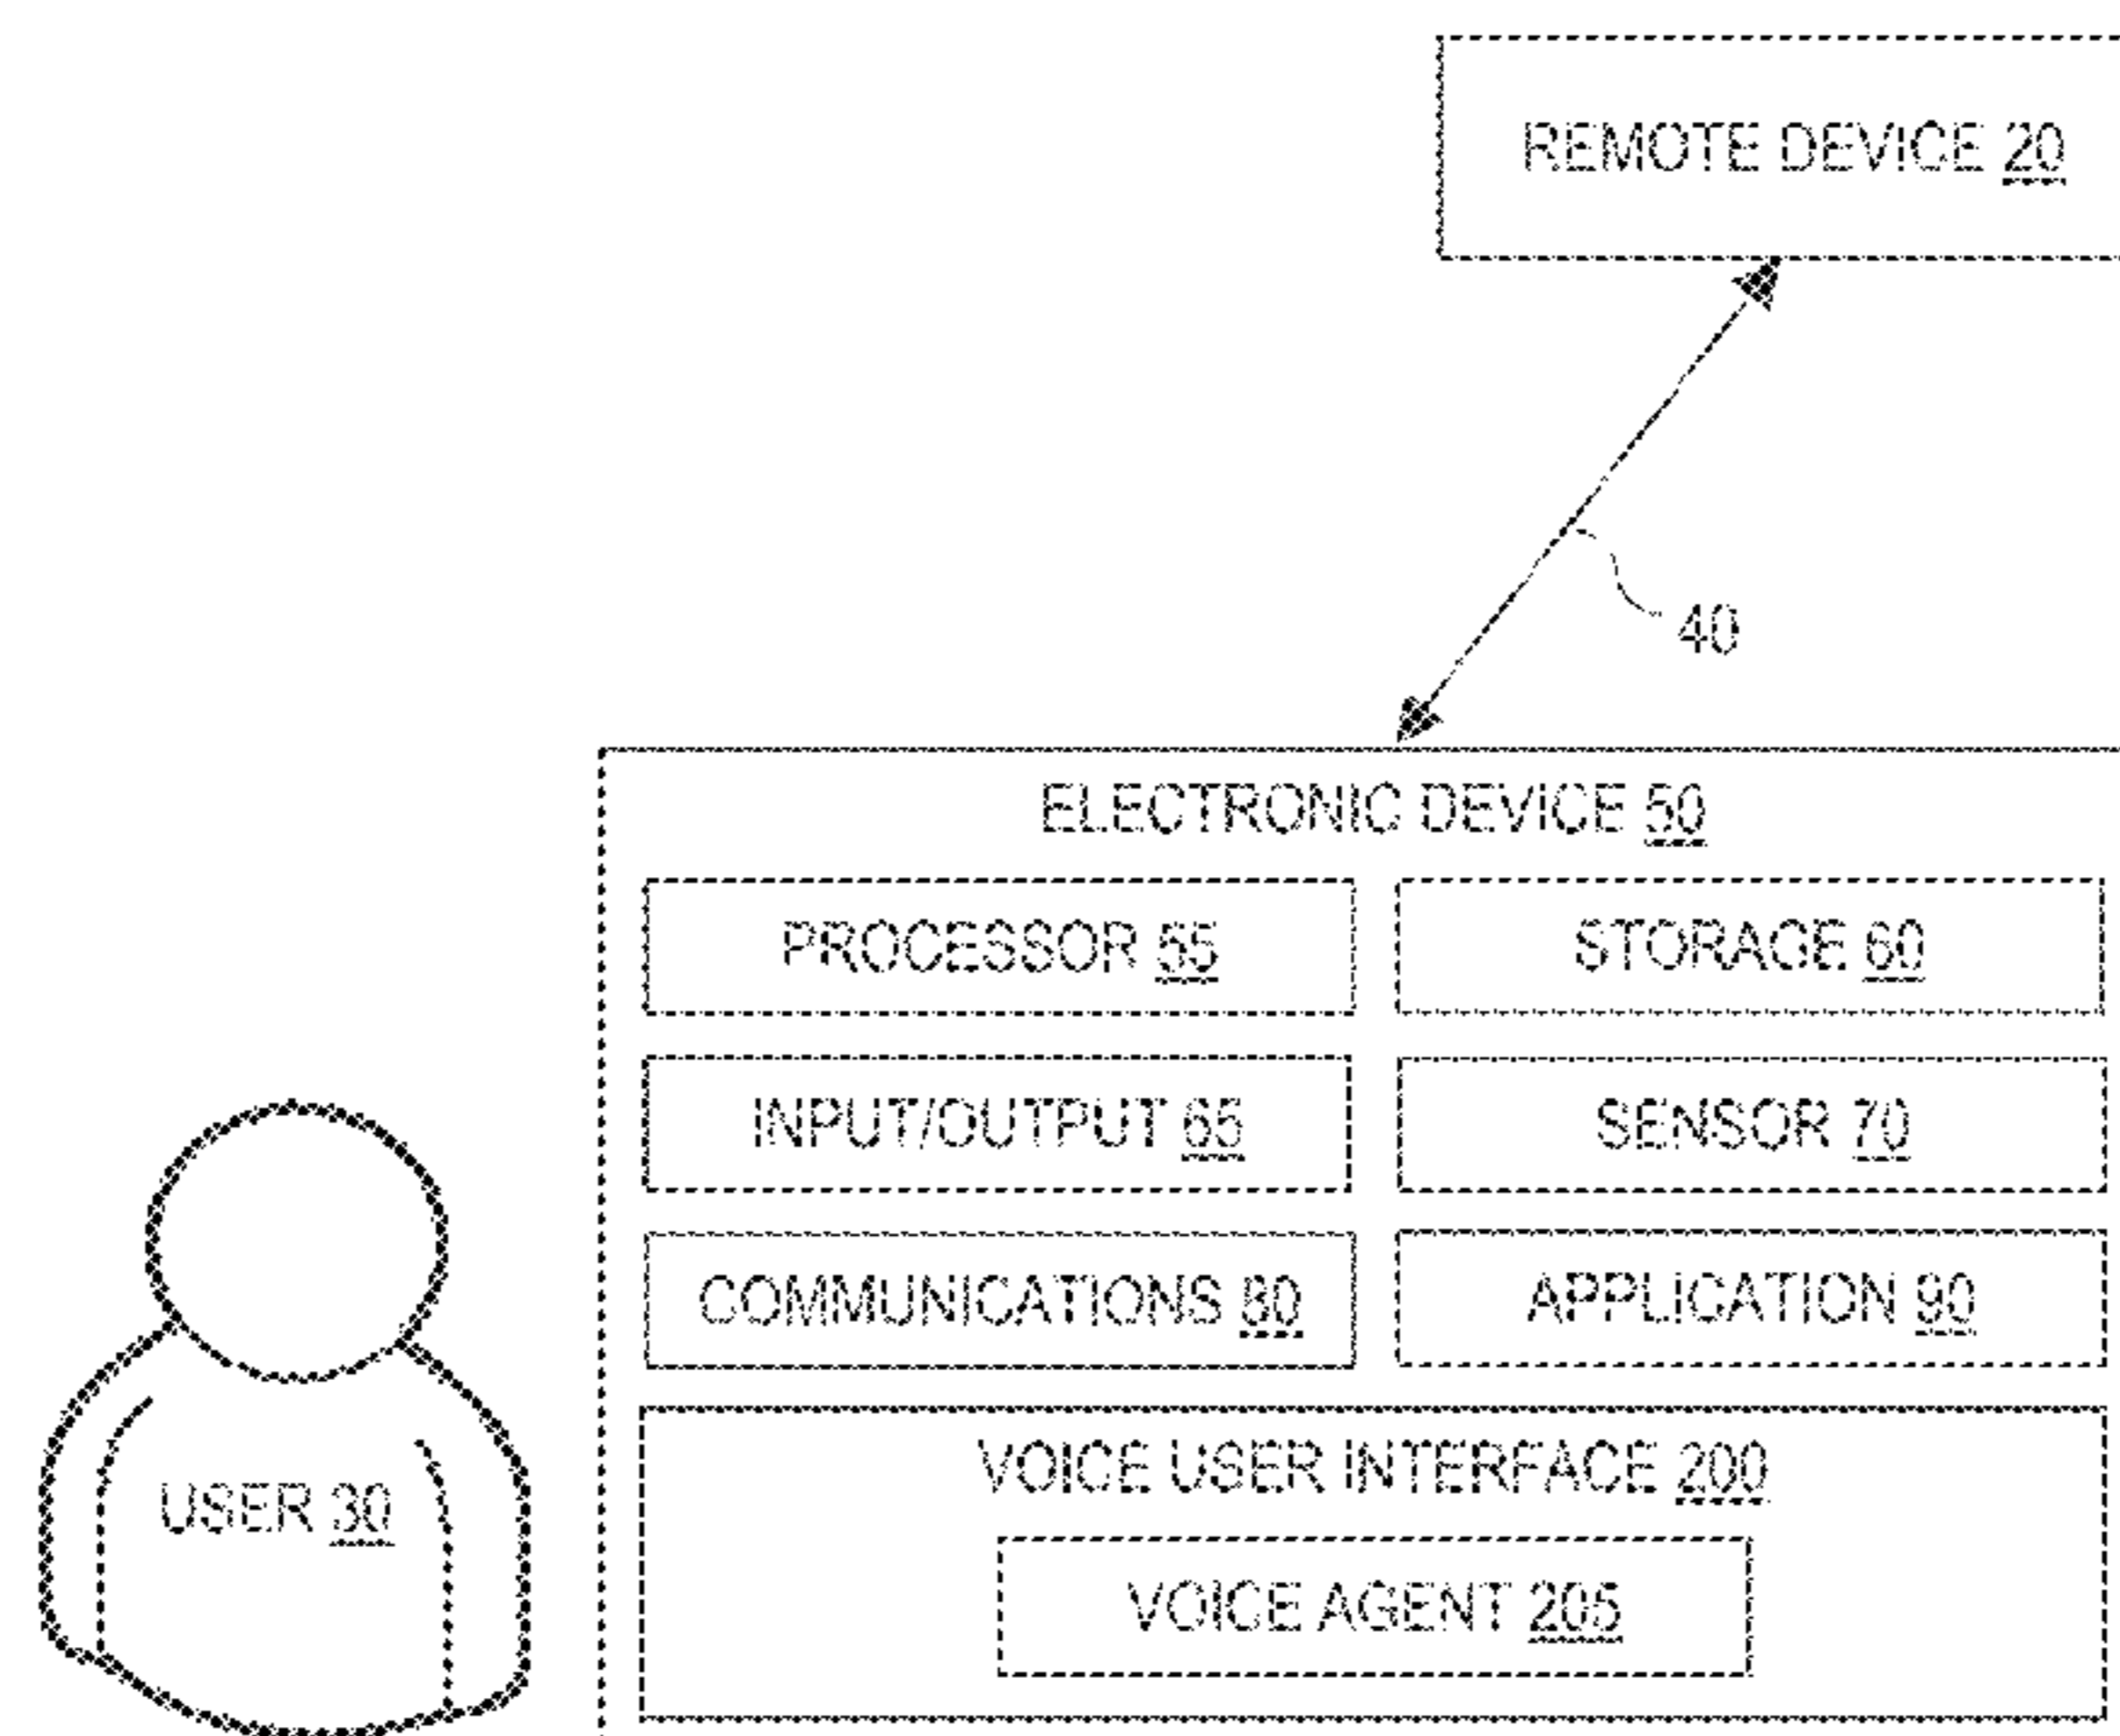 REMOTE DEVICE 20
40
ELECTRONIC DEVICE 50
PROCESSOR 55
STORAGE 60
INPUT/OUTPUT 65
SENSOR 70
COMMUNICATIONS 80
APPLICATION 90
VOICE USER INTERFACE 200
USER 30
VOICE AGENT 205